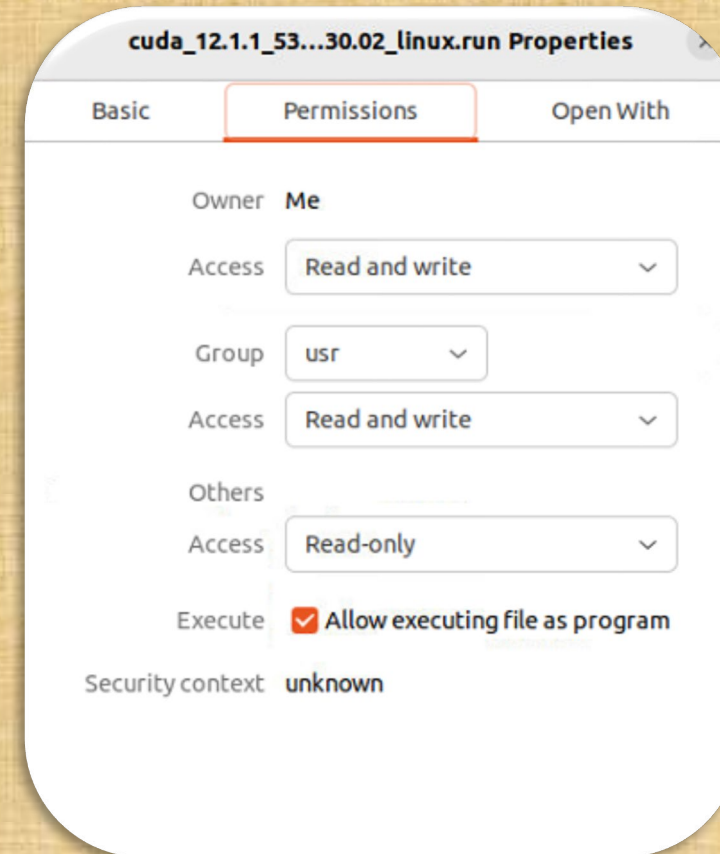 cuda_12.1.1_53...30.02_linux.run Properties
Basic Permissions Open With
Owner Me
Access Read and write
Group usr
Access Read and write
Others
Access Read-only
Execute Allow executing file as program
Security context unknown